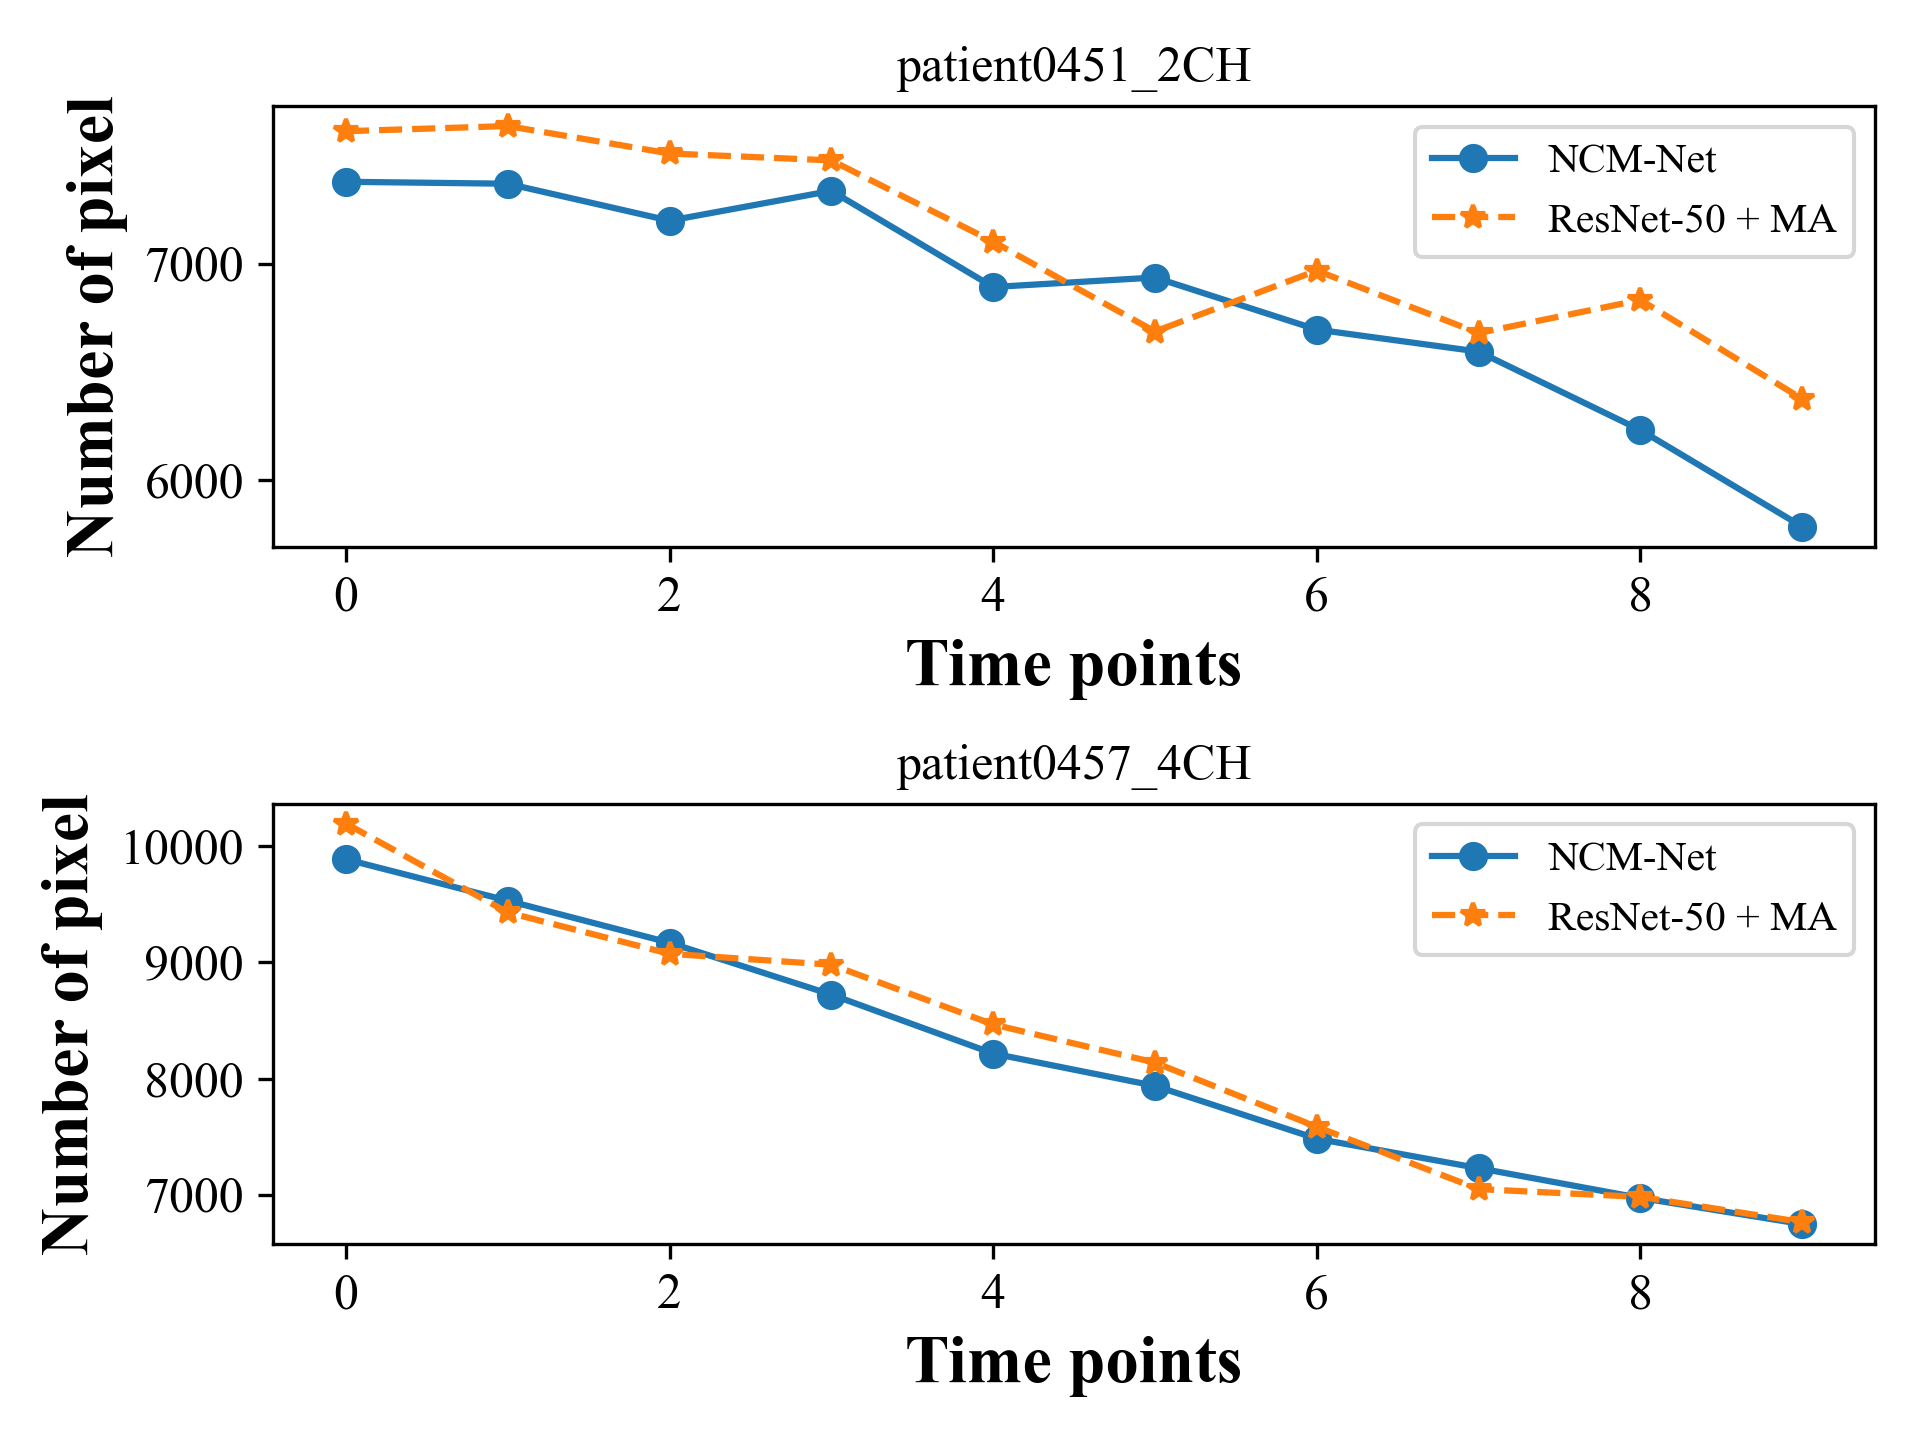 patient0451_2CH
Number of pixel
7000
6000
NCM-Net
ResNet-50 + MA
0 2 4 6 8
Time points
patient0457_4CH
Number of pixel
10000
9000
8000
7000
NCM-Net
ResNet-50 + MA
0 2 4 6 8
Time points